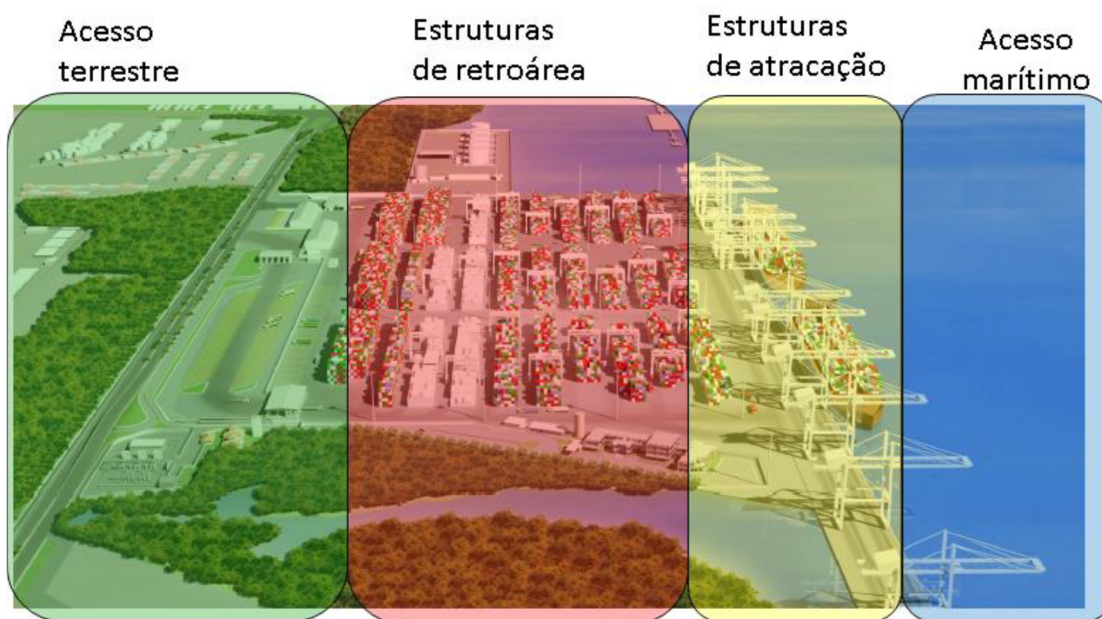 Acesso
terrestre
Estruturas
de retroárea
Estruturas
de atracação
Acesso
marítimo